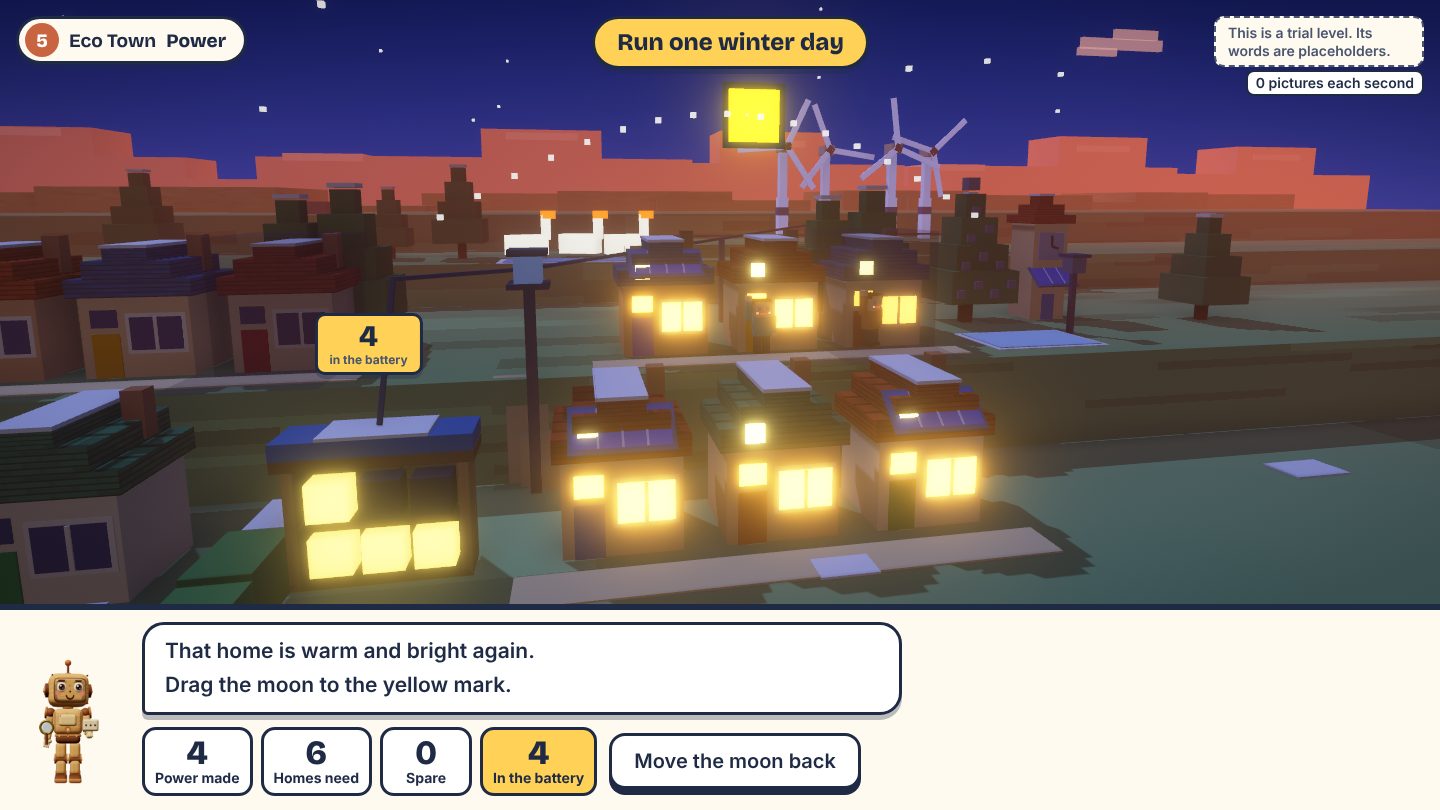 5 Eco Town Power
Run one winter day
This is a trial level. Its
words are placeholders.
0 pictures each second
4
in the battery
That home is warm and bright again.
Drag the moon to the yellow mark.
4
Power made
6
Homes need
0
Spare
4
In the battery
Move the moon back